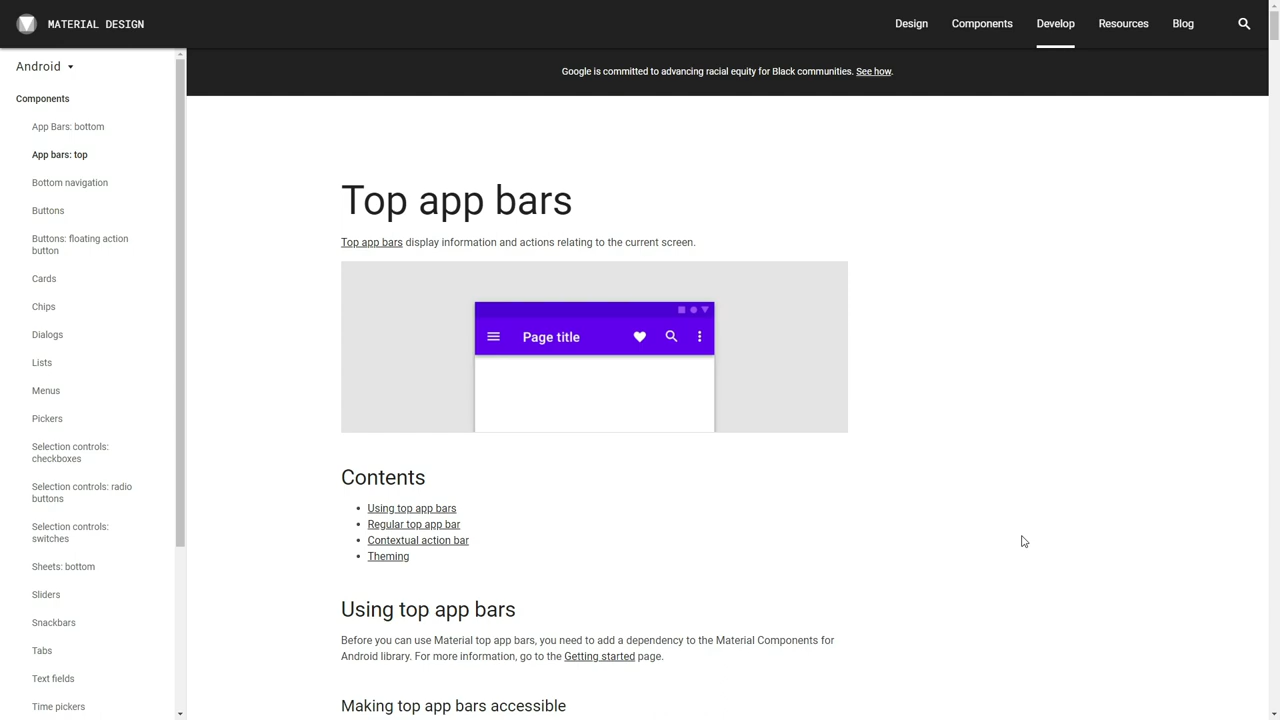 MATERIAL DESIGN
Design
Components
Develop
Resources
Blog
Android
Google is committed to advancing racial equity for Black communities. See how.
Components
App Bars: bottom
App bars: top
Bottom navigation
Buttons
Buttons: floating action
button
Cards
Chips
Dialogs
Lists
Menus
Pickers
Selection controls:
checkboxes
Selection controls: radio
buttons
Selection controls:
switches
Sheets: bottom
Sliders
Snackbars
Tabs
Text fields
Time pickers
Top app bars
Top app bars display information and actions relating to the current screen.
Page title
Contents
Using top app bars
Regular top app bar
Contextual action bar
Theming
Using top app bars
Before you can use Material top app bars, you need to add a dependency to the Material Components for
Android library. For more information, go to the Getting started page.
Making top app bars accessible